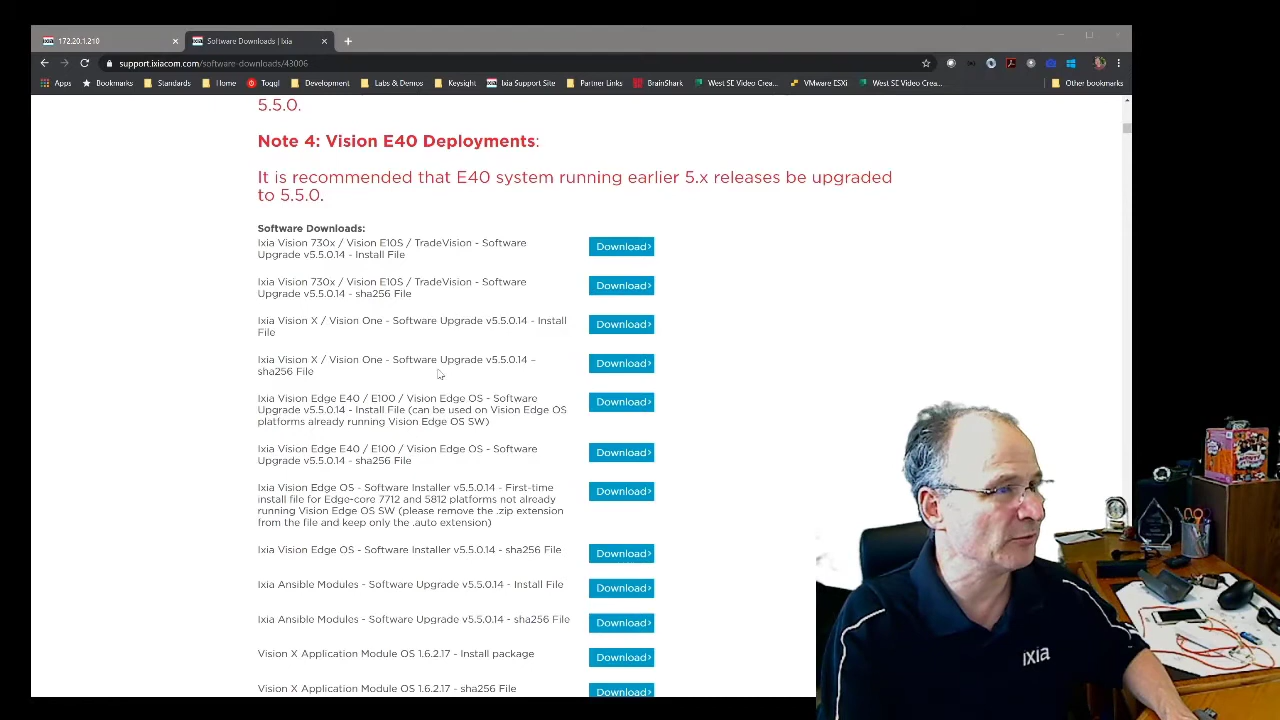 172.20.1.210
Software Downloads | Ixia
support.ixiacom.com/software-downloads/43006
Apps Bookmarks Standards Home Toggl Development Labs & Demos Keysight Ixia Support Site Partner Links BrainShark West SE Video Crea... VMware ESXi West SE Video Crea... Other bookmarks
5.5.0.
Note 4: Vision E40 Deployments:
It is recommended that E40 system running earlier 5.x releases be upgraded
to 5.5.0.
Software Downloads:
Ixia Vision 730x / Vision E10S / TradeVision - Software
Upgrade v5.5.0.14 - Install File
Download
Ixia Vision 730x / Vision E10S / TradeVision - Software
Upgrade v5.5.0.14 - sha256 File
Download
Ixia Vision X / Vision One - Software Upgrade v5.5.0.14 - Install
File
Download
Ixia Vision X / Vision One - Software Upgrade v5.5.0.14 –
sha256 File
Download
Ixia Vision Edge E40 / E100 / Vision Edge OS - Software
Upgrade v5.5.0.14 - Install File (can be used on Vision Edge OS
platforms already running Vision Edge OS SW)
Download
Ixia Vision Edge E40 / E100 / Vision Edge OS - Software
Upgrade v5.5.0.14 - sha256 File
Download
Ixia Vision Edge OS - Software Installer v5.5.0.14 - First-time
install file for Edge-core 7712 and 5812 platforms not already
running Vision Edge OS SW (please remove the .zip extension
from the file and keep only the .auto extension)
Download
Ixia Vision Edge OS - Software Installer v5.5.0.14 - sha256 File
Download
Ixia Ansible Modules - Software Upgrade v5.5.0.14 - Install File
Download
Ixia Ansible Modules - Software Upgrade v5.5.0.14 - sha256 File
Download
Vision X Application Module OS 1.6.2.17 - Install package
Download
Vision X Application Module OS 1.6.2.17 - sha256 File
Download
ixia